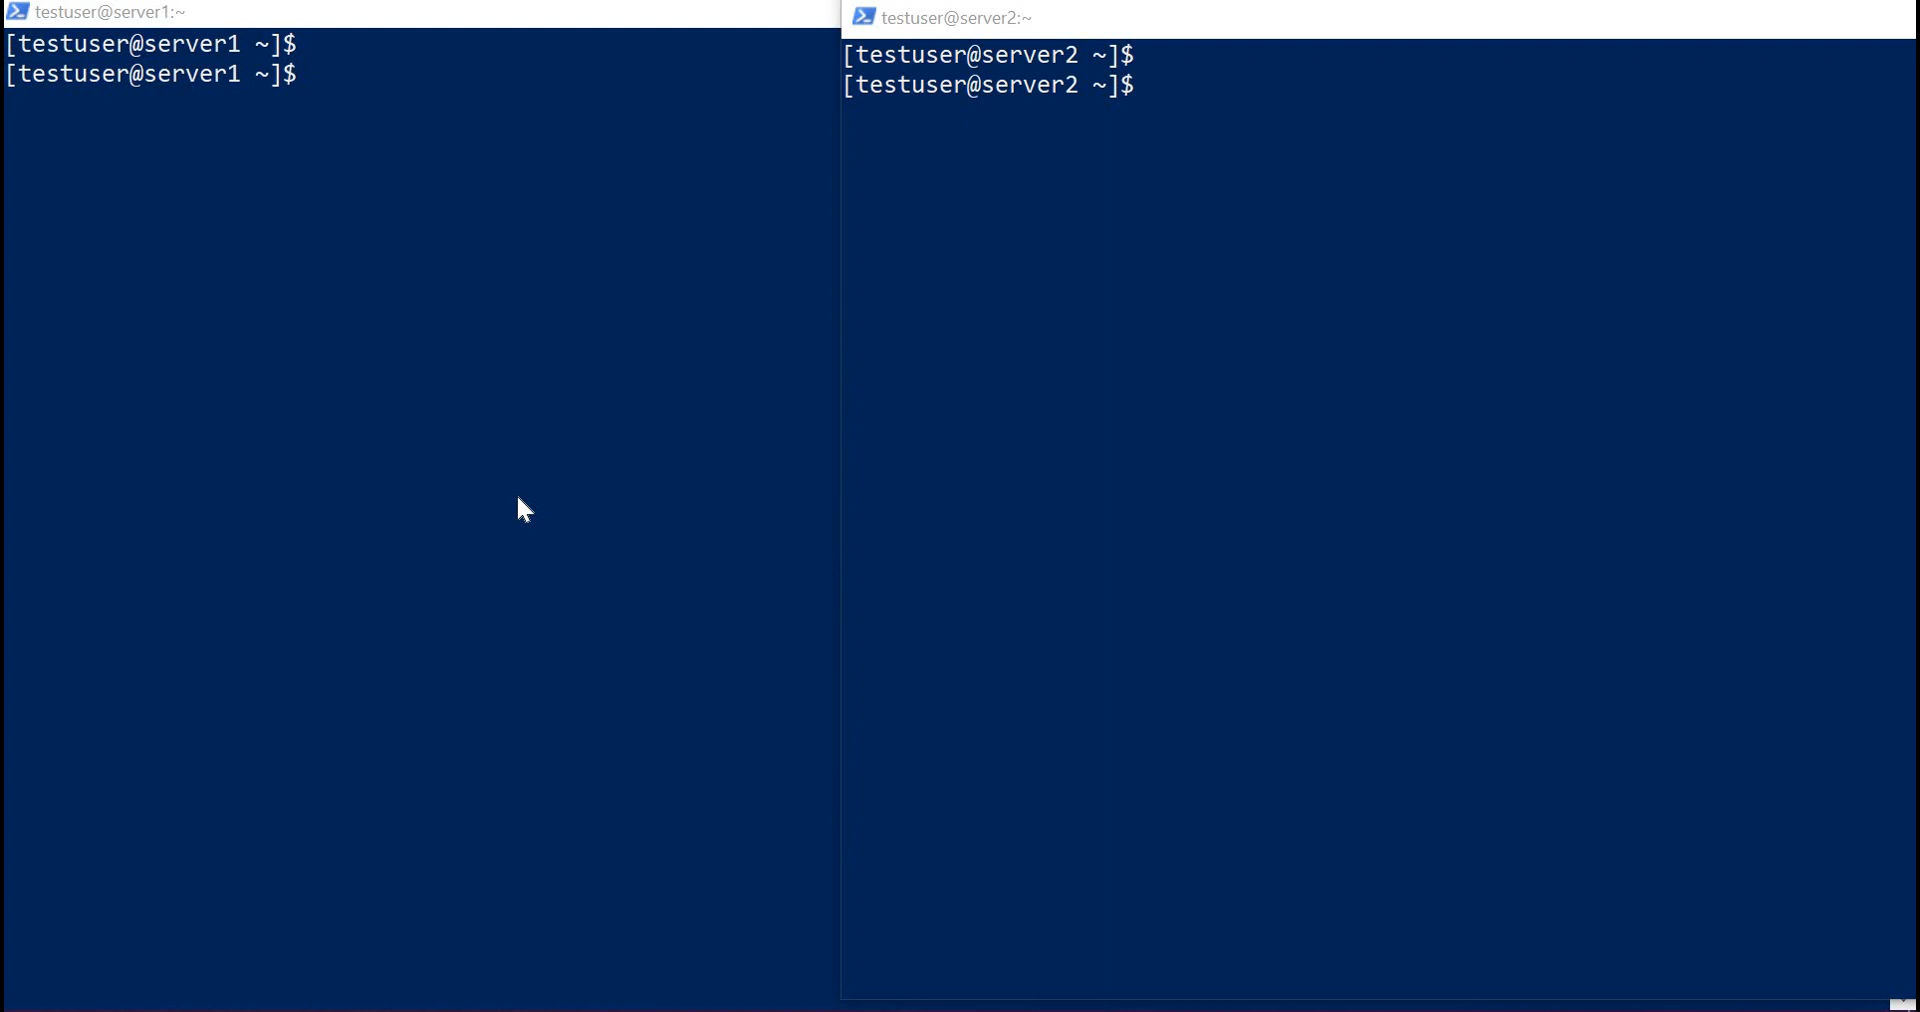 testuser@server1:~
[testuser@server1 ~]$
[testuser@server1 ~]$
testuser@server2:~
[testuser@server2 ~]$
[testuser@server2 ~]$